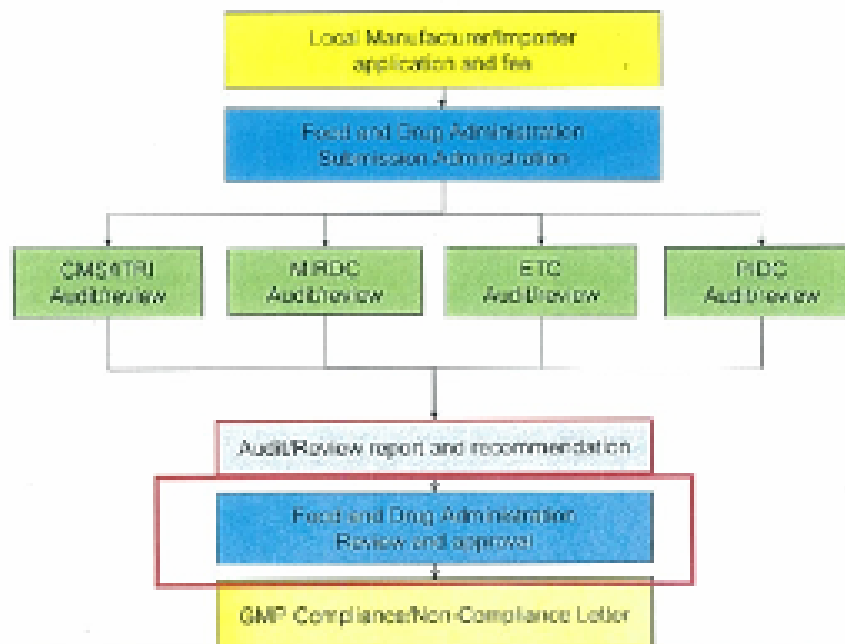 Local Manufacturer/Importer
application and fee
Food and Drug Administration
Submission Administration
CMS/ITRI
Audit/review
MIRDC
Audit/review
ETC
Audit/review
PIDC
Audit/review
Audit/Review report and recommendation
Food and Drug Administration
Review and approval
GMP Compliance/Non-Compliance Letter